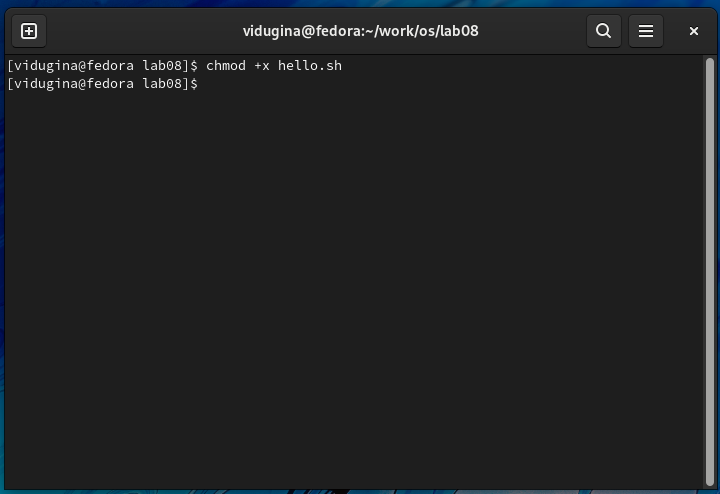 vidugina@fedora:~/work/os/lab08
[vidugina@fedora lab08]$ chmod +x hello.sh
[vidugina@fedora lab08]$